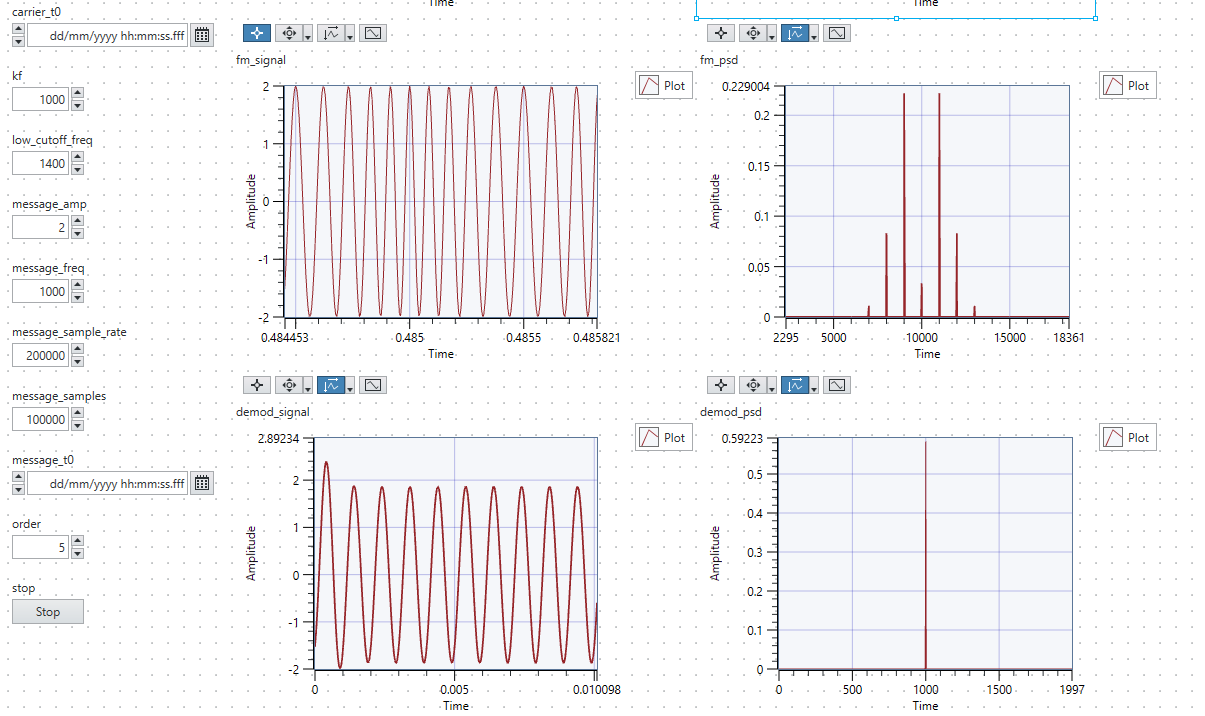 Time
Time
carrier_t0
dd/mm/yyyy hh:mm:ss.fff
kf
1000
low_cutoff_freq
1400
message_amp
2
message_freq
1000
message_sample_rate
200000
message_samples
100000
message_t0
dd/mm/yyyy hh:mm:ss.fff
order
5
stop
Stop
fm_signal
Plot
Amplitude
2
1
0
-1
-2
0.484453
0.485
0.4855
0.485821
Time
fm_psd
Plot
Amplitude
0.229004
0.2
0.15
0.1
0.05
0
2295
5000
10000
15000
18361
Time
demod_signal
Plot
Amplitude
2.89234
2
1
0
-1
-2
0
0.005
0.010098
Time
demod_psd
Plot
Amplitude
0.59223
0.5
0.4
0.3
0.2
0.1
0
0
500
1000
1500
1997
Time